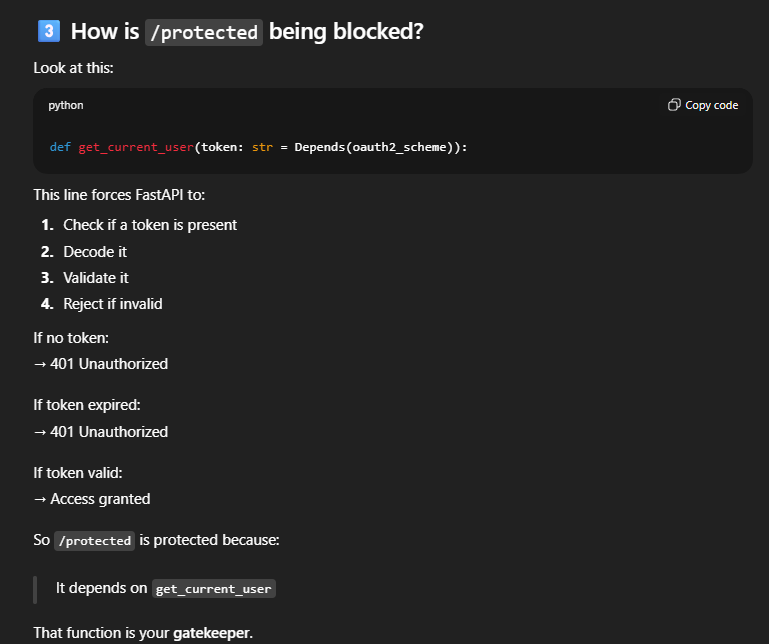 3 How is /protected being blocked?
Look at this:
python
Copy code
def get_current_user(token: str = Depends(oauth2_scheme)):
This line forces FastAPI to:
1. Check if a token is present
2. Decode it
3. Validate it
4. Reject if invalid
If no token:
→ 401 Unauthorized
If token expired:
→ 401 Unauthorized
If token valid:
→ Access granted
So /protected is protected because:
It depends on get_current_user
That function is your gatekeeper.